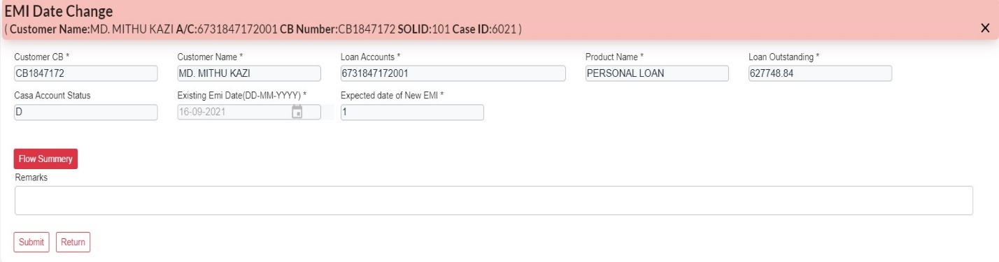 EMI Date Change
( Customer Name:MD. MITHU KAZI A/C:6731847172001 CB Number:CB1847172 SOLID:101 Case ID:6021 )
Customer CB * Customer Name * Loan Accounts * Product Name * Loan Outstanding *
CB1847172 MD. MITHU KAZI 6731847172001 PERSONAL LOAN 627748.84
Casa Account Status Existing Emi Date(DD-MM-YYYY) * Expected date of New EMI *
D 16-09-2021 1
Flow Summery
Remarks
Submit Return